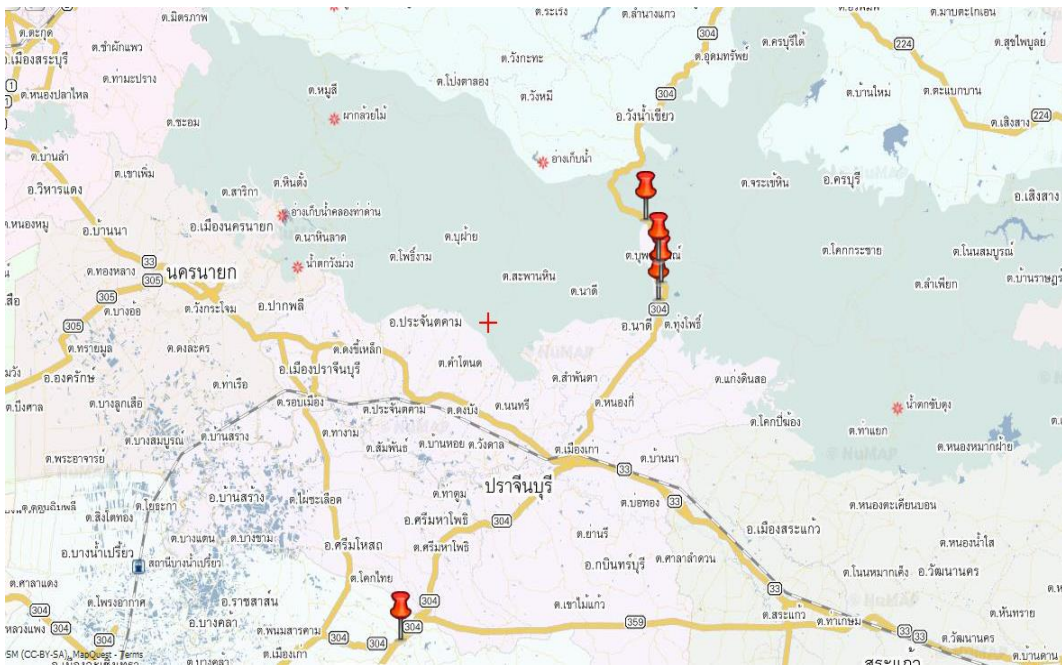 ต.มิตรภาพ
ต.ระเริง
ต.ลำนางแก้ว
ต.มาบตะโกเอน
ต.ตะกุด
ต.ซำผักแพว
304
ต.ครบุรีใต้
224
ต.สุขไพบูลย์
อ.เมืองสระบุรี
ต.วังกะทะ
ต.อุดมทรัพย์
ต.ท่ามะปราง
ต.หมูสี
ต.โป่งตาลอง
1
ต.หนองปลาไหล
ต.วังหมี
304
ต.บ้านใหม่
ต.ตะแบกบาน
1
ต.ชะอม
ผากล้วยไม้
อ.วังน้ำเขียว
ต.เสิงสาง
224
ต.บ้านลำ
ต.เขาเพิ่ม
อ่างเก็บน้ำ
อ.วิหารแดง
ต.สาริกา
ต.หินตั้ง
ต.จระเข้หิน
อ.ครบุรี
อ.เสิงสาง
ต.หนองหมู
อ.บ้านนา
อ.เมืองนครนายก
อ่างเก็บน้ำคลองท่าด่าน
ต.นาหินลาด
ต.บุฝ้าย
ต.โพธิ์งาม
ต.โคกกระชาย
ต.โนนสมบูรณ์
33
น้ำตกวังม่วง
ต.สะพานหิน
ต.ทองหลาง
305
305
นครนายก
ต.นาดี
ต.ลำเพียก
ต.บางอ้อ
ต.วังกระโจม
อ.ปากพลี
304
305
อ.ประจันตคาม
อ.นาดี
ต.ทุ่งโพธิ์
ต.ทรายมูล
ต.ดงละคร
ต.ดงขี้เหล็ก
ต.คำโตนด
© NuMAP
อ.องครักษ์
อ.เมืองปราจีนบุรี
ต.สำพันตา
ต.แก่งดินสอ
ต.บึงศาล
ต.ท่าเรือ
ต.บางลูกเสือ
ต.รอบเมือง
ต.ประจันตคาม
ต.ดงบัง
ต.นนทรี
ต.หนองกี่
น้ำตกซับตุง
ต.โคกปี่ฆ้อง
ต.ท่าแยก
ต.บางสมบูรณ์
ต.บ้านสร้าง
ต.ท่างาม
ต.สัมพันธ์
ต.บ้านหอย
ต.วังดาล
ต.เมืองเก่า
ต.หนองหมากฝ้าย
ต.พระอาจารย์
33
ต.บ้านนา
© NuMAP
ปราจีนบุรี
ต.โยธะกา
อ.บ้านสร้าง
ต.ไผ่ชะเลือด
ต.ท่าตูม
33
ต.บ่อทอง
ต.หนองตะเคียนบอน
ต.สิงโตทอง
อ.ศรีมหาโพธิ
304
อ.เมืองสระแก้ว
ต.บางแตน
ต.บางขาม
อ.ศรีมโหสถ
ต.ย่านรี
ต.หนองน้ำใส
อ.บางน้ำเปรี้ยว
สถานีบางน้ำเปรี้ยว
ต.ศรีมหาโพธิ
อ.กบินทร์บุรี
ต.ศาลาลำดวน
ต.โคกไทย
ต.โนนหมากเค็ง
อ.วัฒนานคร
ต.ศาลาแดง
33
ต.โพรงอากาศ
อ.ราชสาส์น
ต.เขาไม้แก้ว
304
304
ต.สระแก้ว
ต.หันทราย
304
อ.บางคล้า
ต.พนมสารคาม
304
359
ต.ท่าเกษม
33
33
ต.วัฒนานคร
304
ต.เมืองเก่า
304
SM (CC-BY-SA), MapQuest - Terms
ต.บางคล้า
สระแก้ว
ต.บ้านด่าน